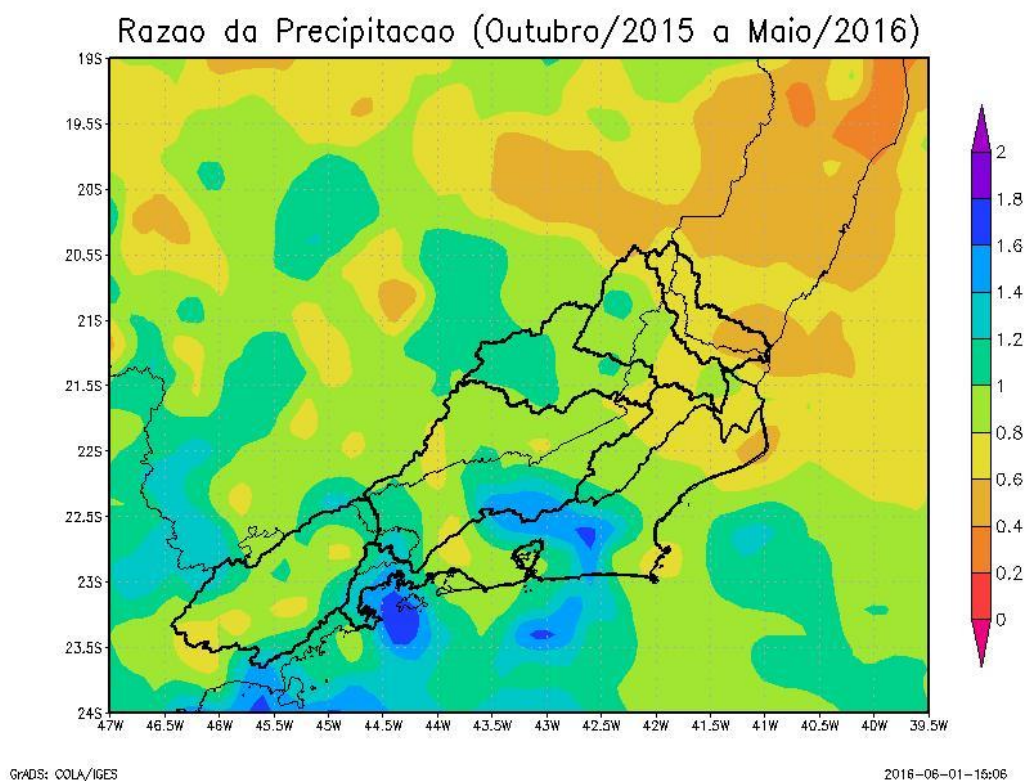 Razao da Precipitacao (Outubro/2015 a Maio/2016)
19S
19.5S
20S
20.5S
21S
21.5S
22S
22.5S
23S
23.5S
24S
47W 46.5W 46W 45.5W 45W 44.5W 44W 43.5W 43W 42.5W 42W 41.5W 41W 40.5W 40W 39.5W
2
1.8
1.6
1.4
1.2
1
0.8
0.6
0.4
0.2
0
GrADS: COLA/IGES 2016-06-01-15:06